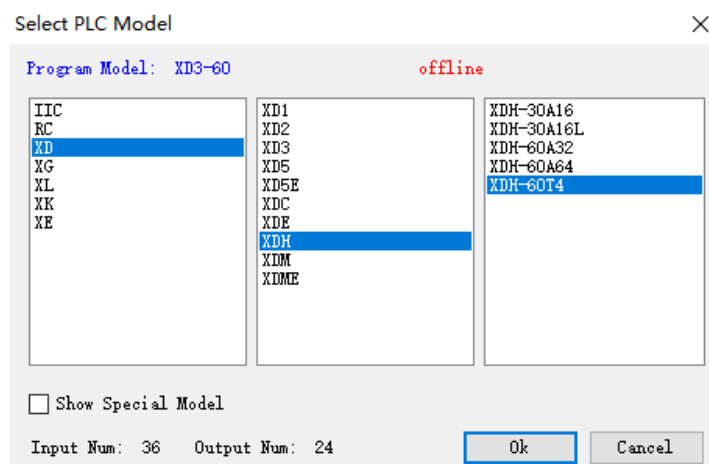 Select PLC Model
Program Model: XD3-60 offline
IIC
RC
XD
XG
XL
XK
XE
XD1
XD2
XD3
XD5
XD5E
XDC
XDE
XDH
XDM
XDME
XDH-30A16
XDH-30A16L
XDH-60A32
XDH-60A64
XDH-60T4
Show Special Model
Input Num: 36 Output Num: 24 Ok Cancel